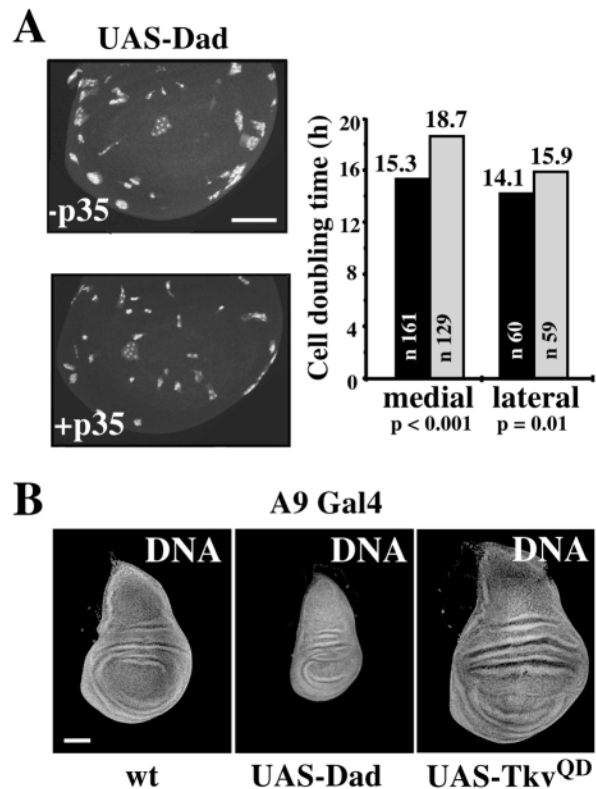 A
UAS-Dad
-p35
+p35
Cell doubling time (h)
20
16
12
8
4
0
15.3
18.7
14.1
15.9
n 161
n 129
n 60
n 59
medial
lateral
p < 0.001
p = 0.01
B
A9 Gal4
DNA
DNA
DNA
wt
UAS-Dad
UAS-TkvQD